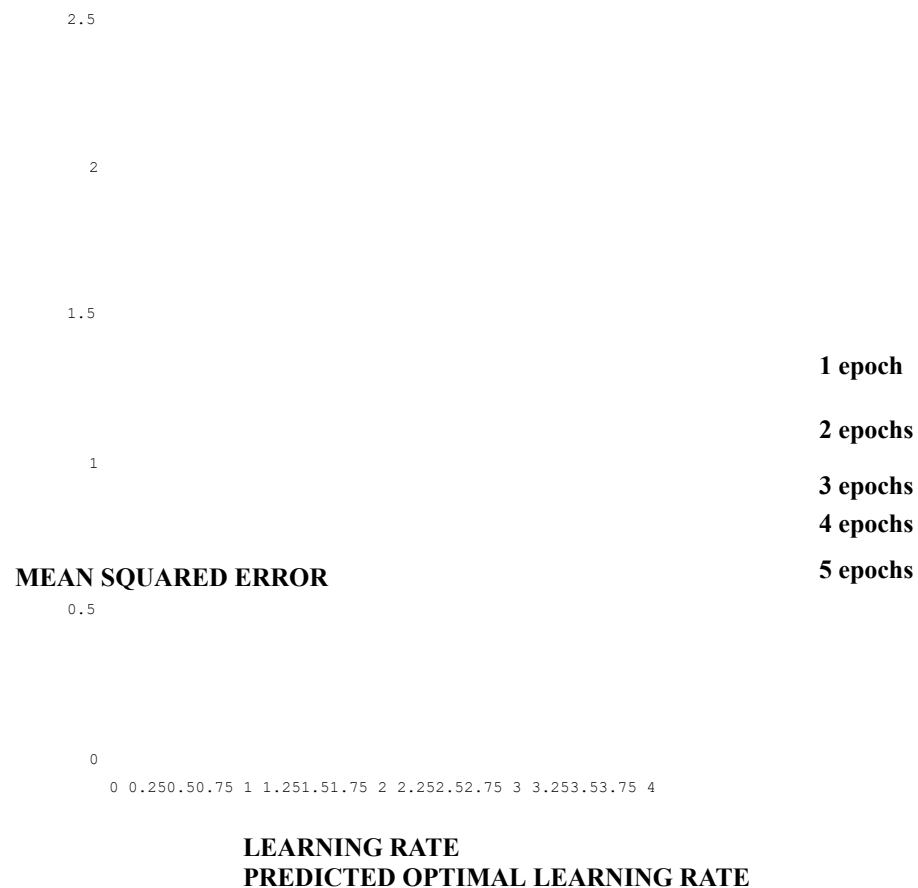 2.5
2
1.5
1 epoch
2 epochs
1
3 epochs
4 epochs
MEAN SQUARED ERROR
5 epochs
0.5
0
0 0.250.50.75 1 1.251.51.75 2 2.252.52.75 3 3.253.53.75 4
LEARNING RATE
PREDICTED OPTIMAL LEARNING RATE